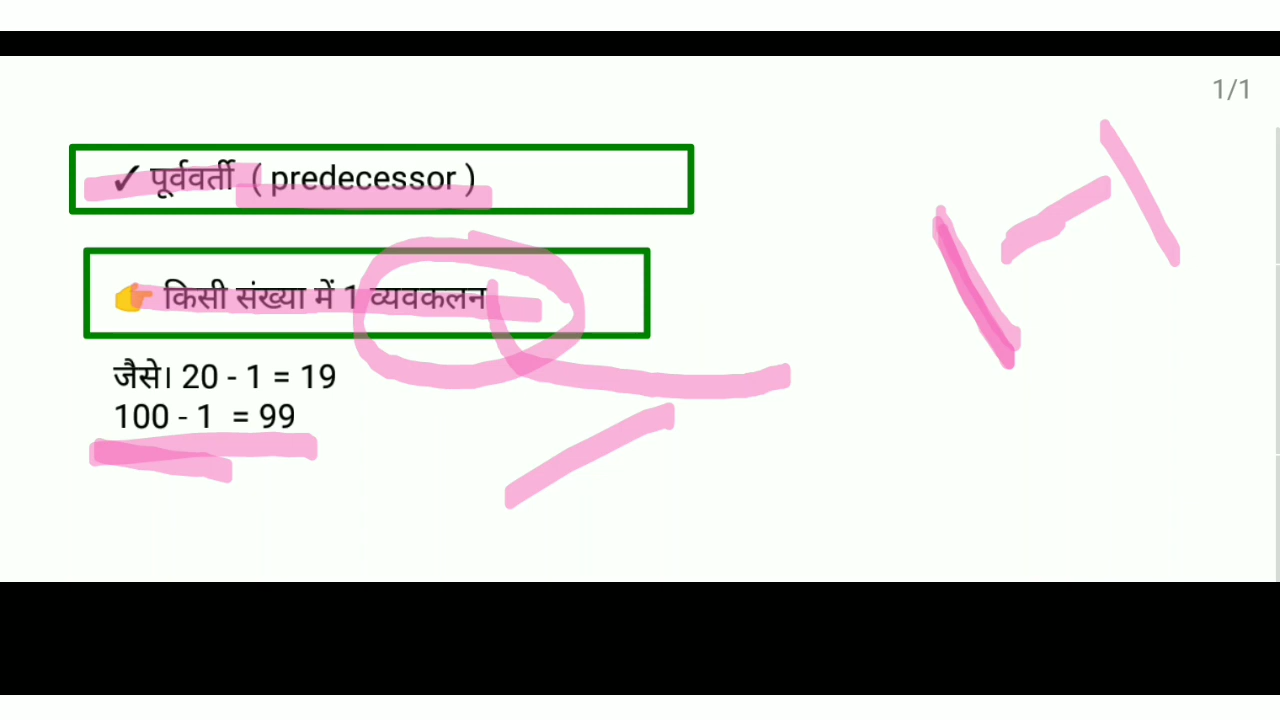 1/1
✓ पूर्ववर्ती ( predecessor )
👉 किसी संख्या में 1 व्यवकलन
जैसे। 20 - 1 = 19
100 - 1 = 99